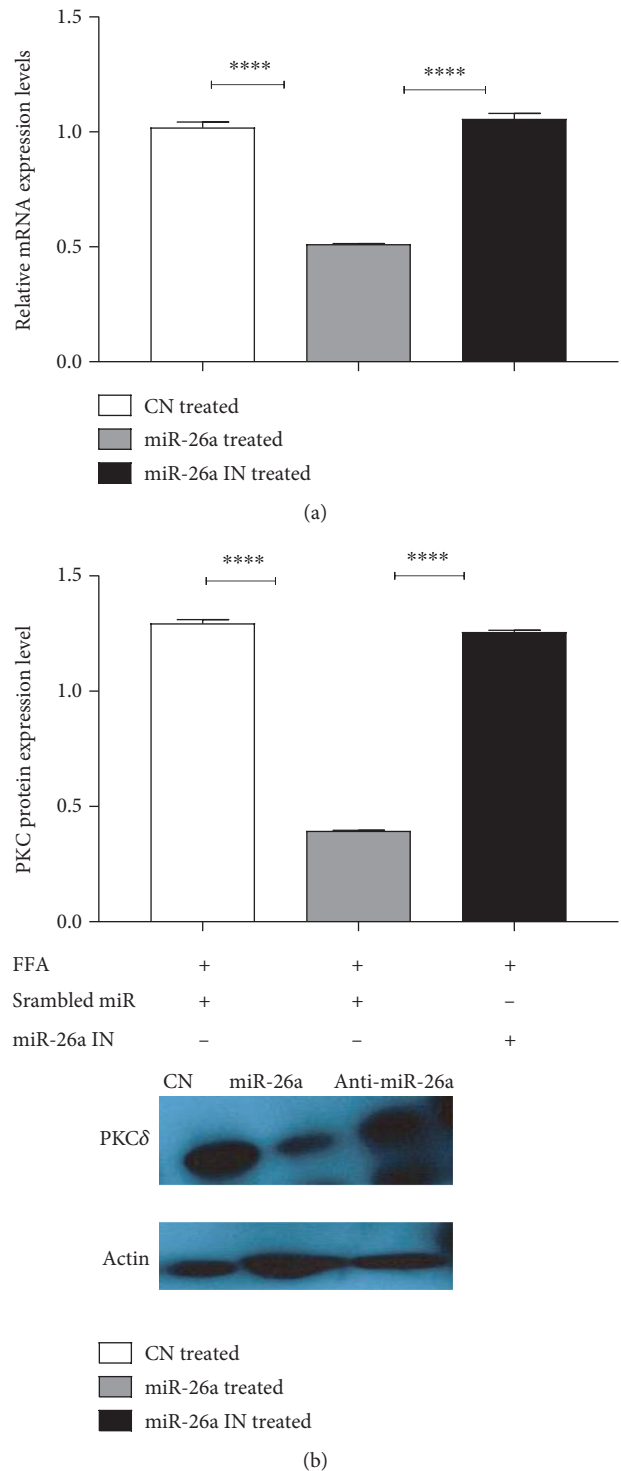 1.5
****
****
1.0
0.5
0.0
Relative mRNA expression levels
CN treated
miR-26a treated
miR-26a IN treated
(a)
****
****
1.5
1.0
0.5
0.0
PKC protein expression level
FFA + + +
Srambled miR + + –
miR-26a IN – – +
CN miR-26a Anti-miR-26a
PKCδ
Actin
CN treated
miR-26a treated
miR-26a IN treated
(b)